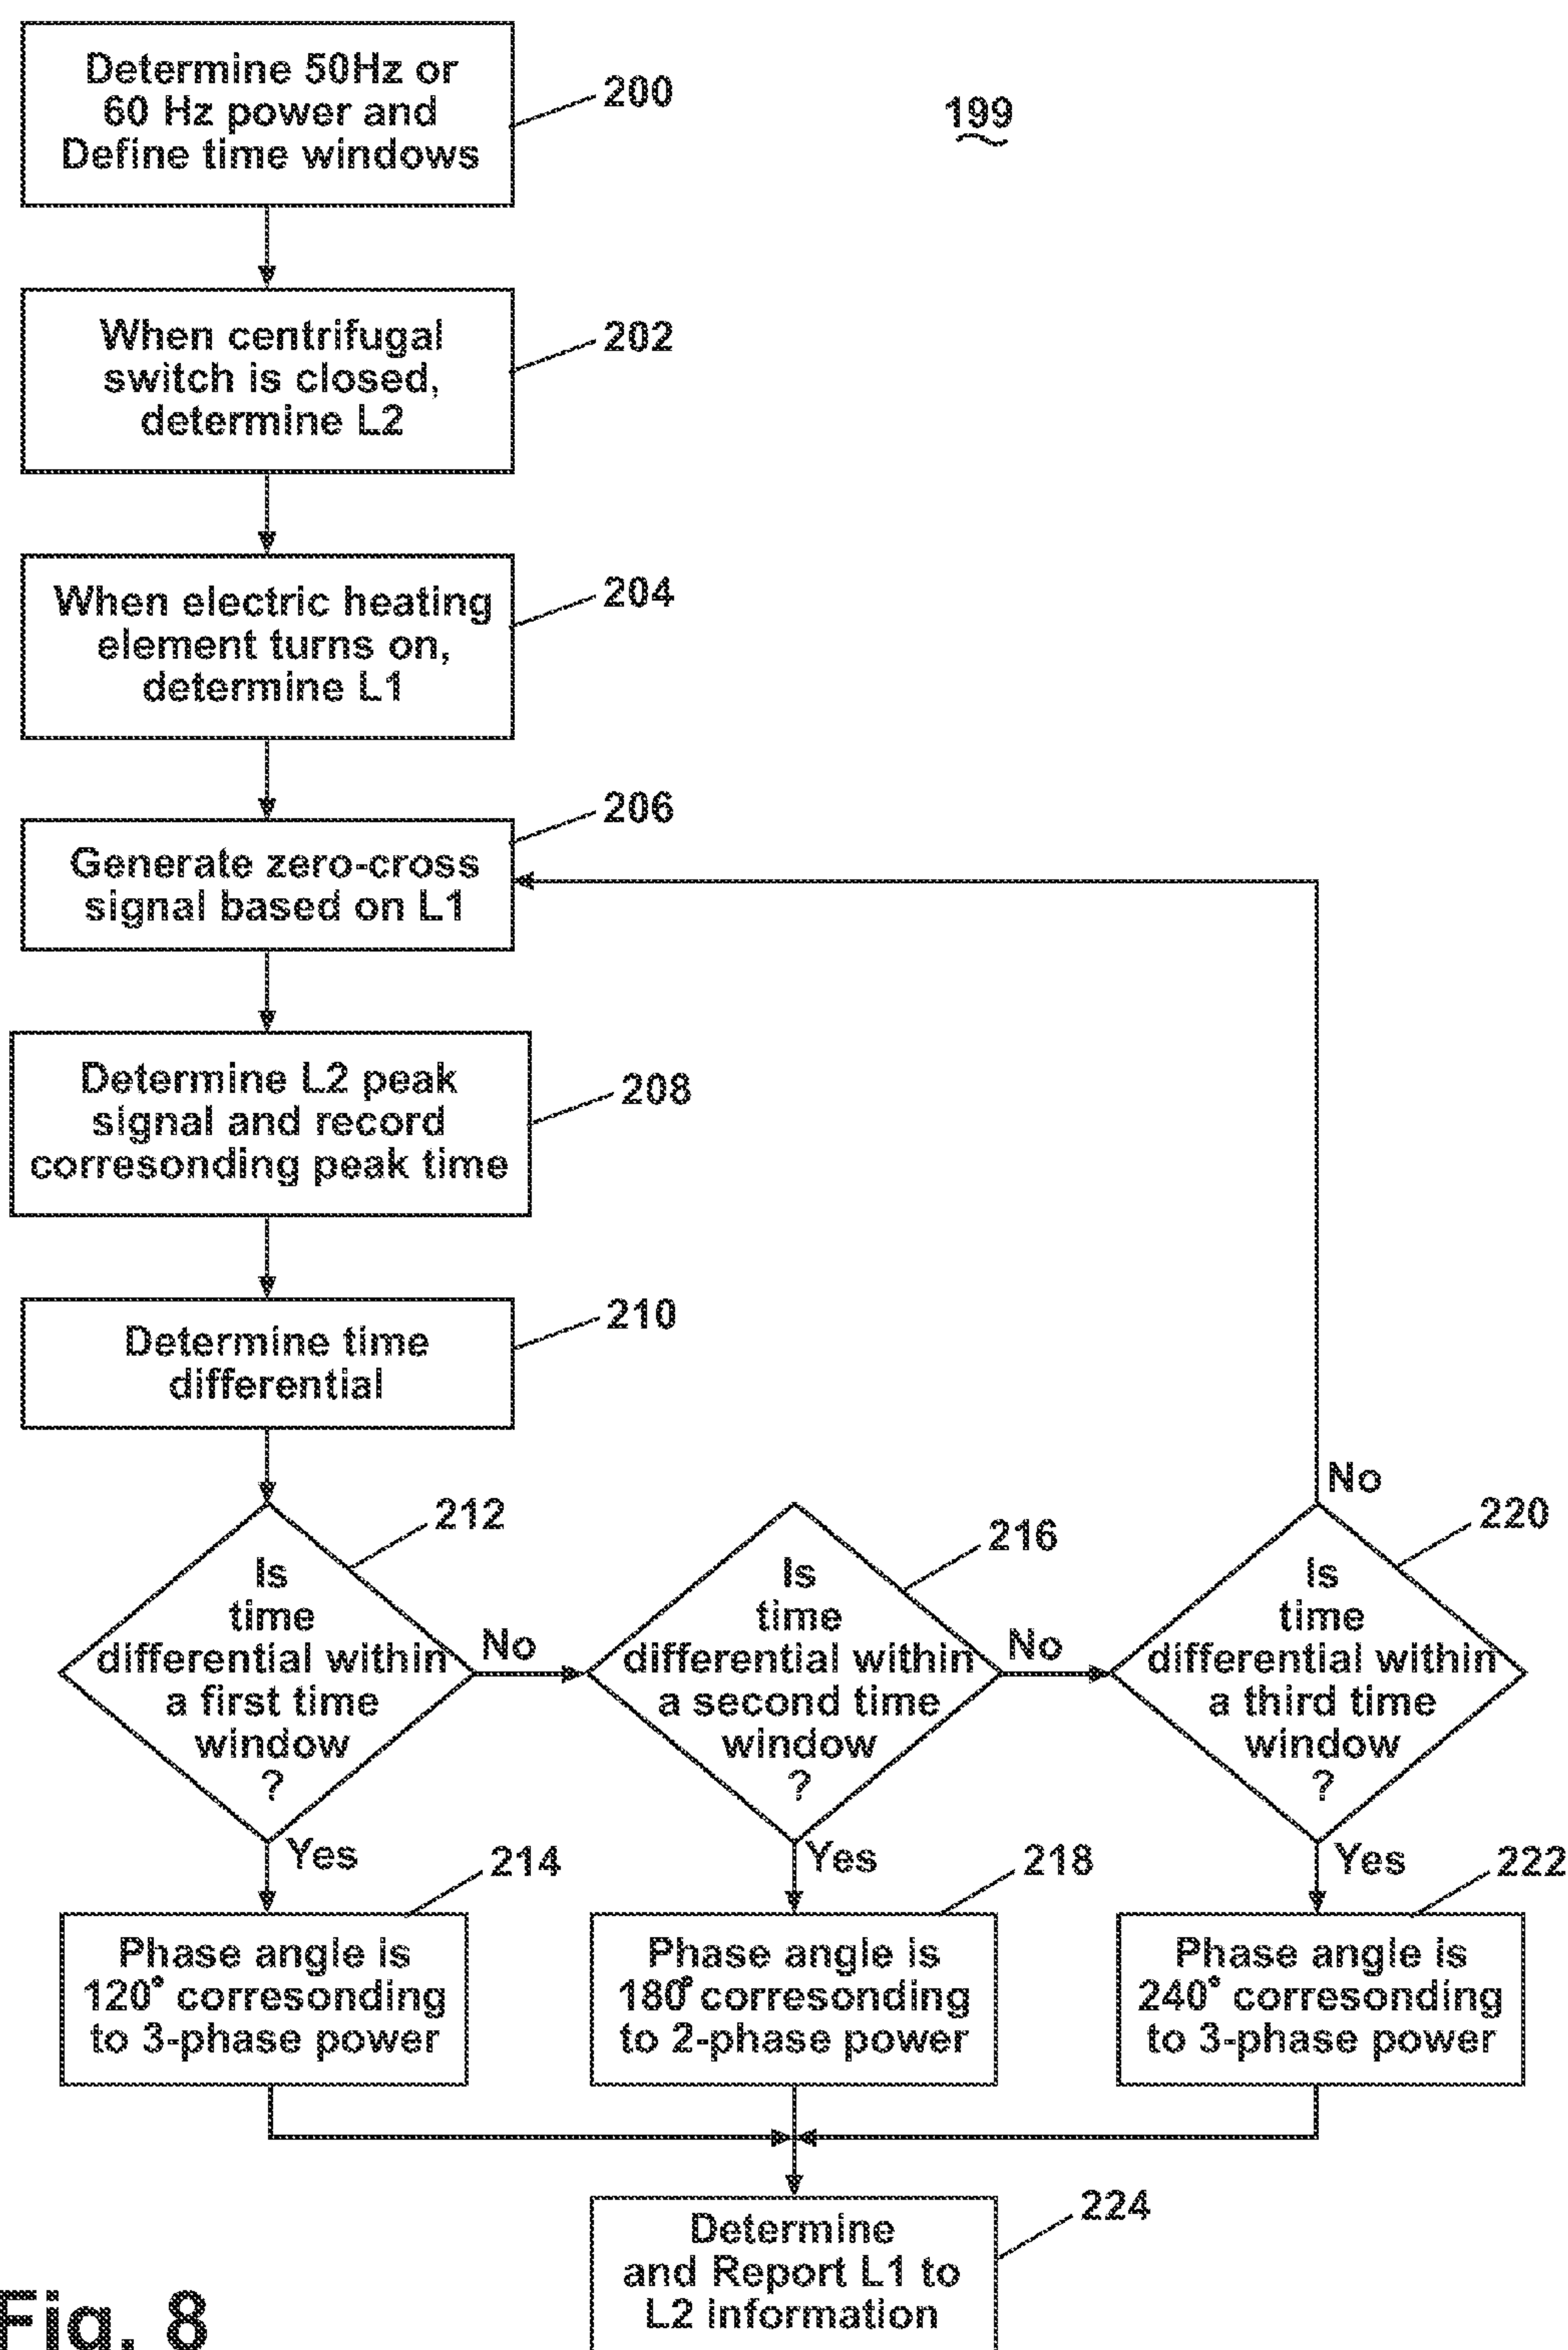 Determine 50Hz or
60 Hz power and
Define time windows
200
199
When centrifugal
switch is closed,
determine L2
202
When electric heating
element turns on,
determine L1
204
Generate zero-cross
signal based on L1
206
Determine L2 peak
signal and record
corresonding peak time
208
Determine time
differential
210
Is
time
differential within
a first time
window
?
212
No
Yes
Is
time
differential within
a second time
window
?
216
No
Yes
Is
time
differential within
a third time
window
?
220
No
Yes
Phase angle is
120° corresonding
to 3-phase power
214
Phase angle is
180° corresonding
to 2-phase power
218
Phase angle is
240° corresonding
to 3-phase power
222
Determine
and Report L1 to
L2 information
224
Fig. 8